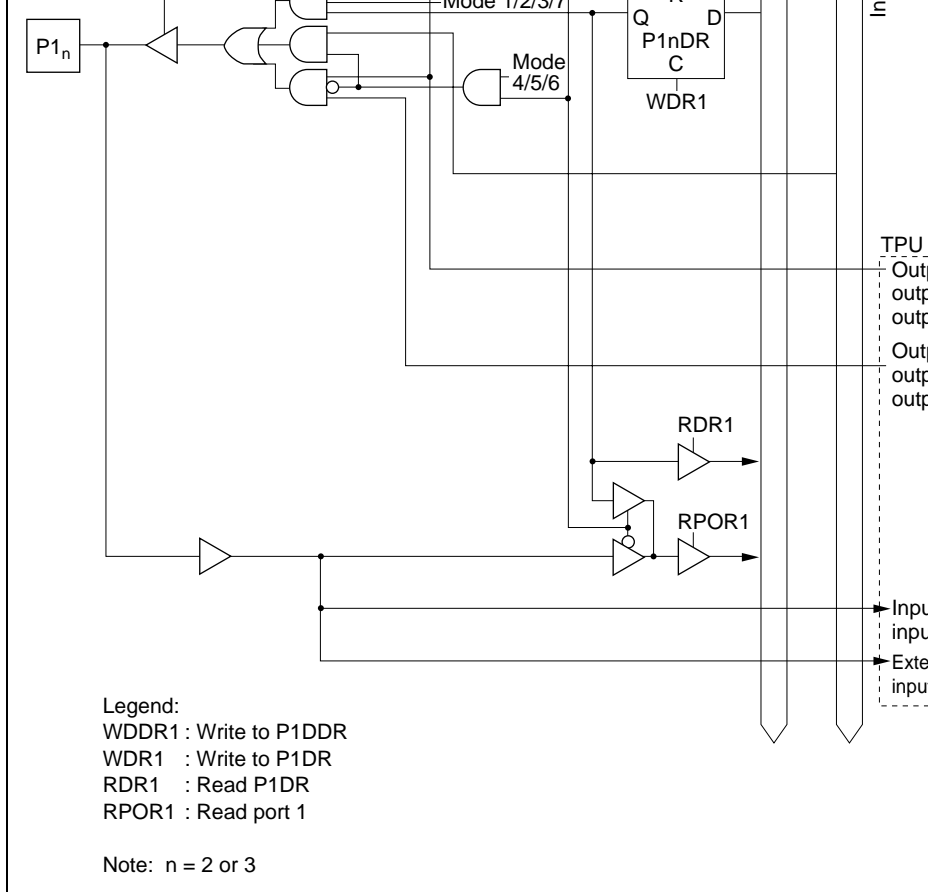 Mode 1/2/3/7
Q D
P1n
P1nDR
C
Mode
4/5/6
WDR1
TPU
RDR1
RPOR1
Legend:
WDDR1 : Write to P1DDR
WDR1 : Write to P1DR
RDR1 : Read P1DR
RPOR1 : Read port 1
Note: n = 2 or 3